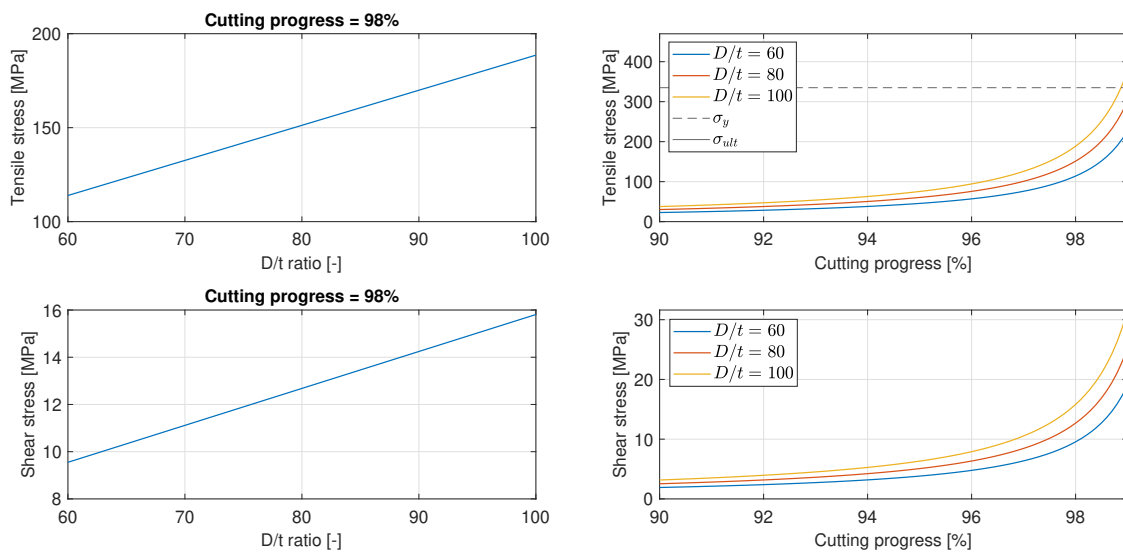 Cutting progress = 98%
Tensile stress [MPa]
200
150
100
60 70 80 90 100
D/t ratio [-]
Tensile stress [MPa]
400
300
200
100
0
D/t = 60
D/t = 80
D/t = 100
σy
σult
90 92 94 96 98
Cutting progress [%]
Cutting progress = 98%
Shear stress [MPa]
16
14
12
10
8
60 70 80 90 100
D/t ratio [-]
Shear stress [MPa]
30
20
10
0
D/t = 60
D/t = 80
D/t = 100
90 92 94 96 98
Cutting progress [%]